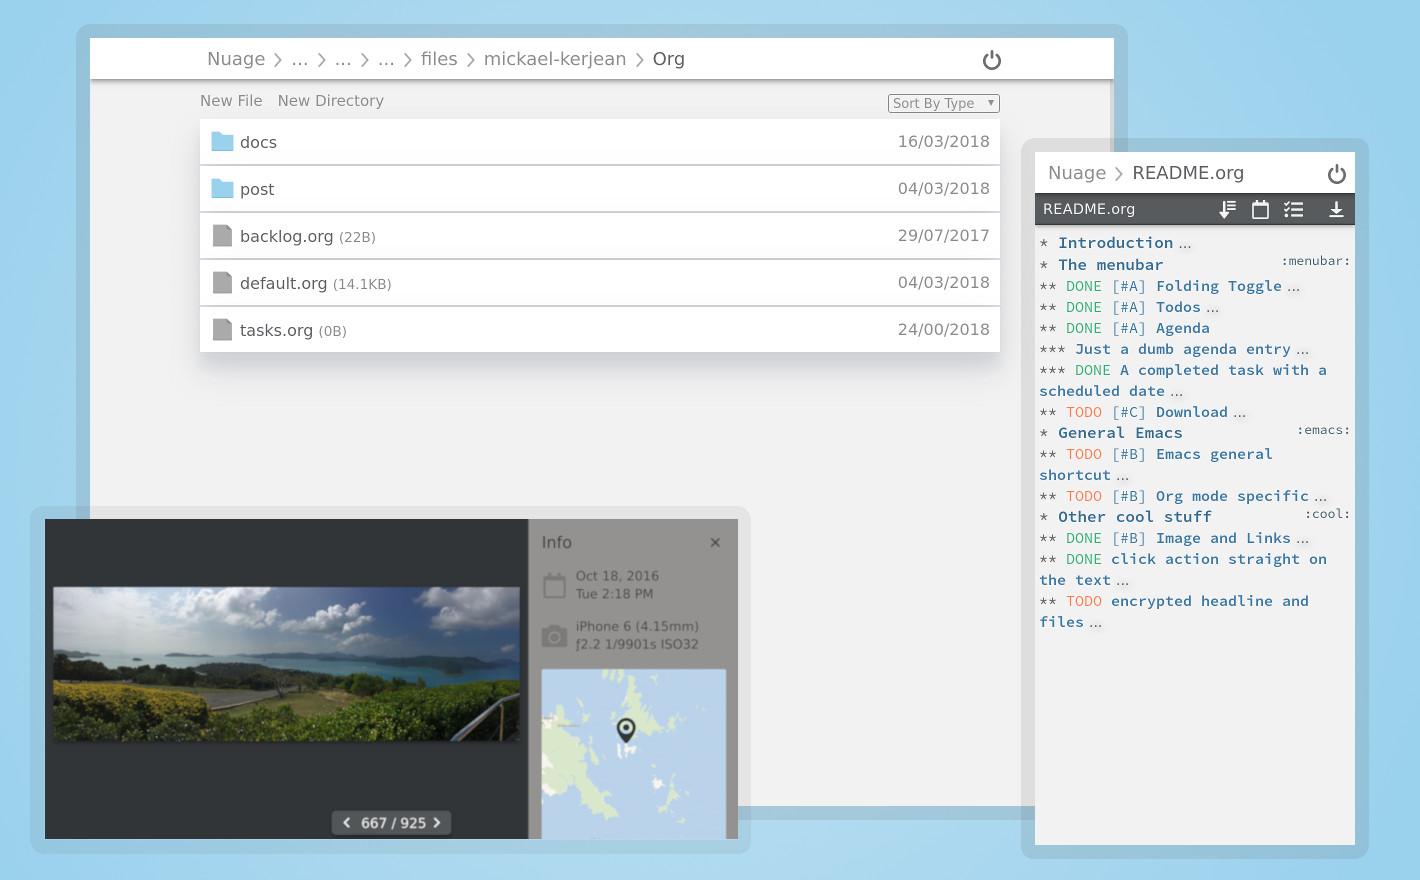 Nuage > ... > ... > ... > files > mickael-kerjean > Org
New File New Directory
Sort By Type
docs 16/03/2018
post 04/03/2018
backlog.org (22B) 29/07/2017
default.org (14.1KB) 04/03/2018
tasks.org (0B) 24/00/2018
Nuage > README.org
README.org
* Introduction ...
* The menubar :menubar:
** DONE [#A] Folding Toggle ...
** DONE [#A] Todos ...
** DONE [#A] Agenda
*** Just a dumb agenda entry ...
*** DONE A completed task with a
scheduled date ...
** TODO [#C] Download ...
* General Emacs :emacs:
** TODO [#B] Emacs general
shortcut ...
** TODO [#B] Org mode specific ...
* Other cool stuff :cool:
** DONE [#B] Image and Links ...
** DONE click action straight on
the text ...
** TODO encrypted headline and
files ...
Info ×
Oct 18, 2016
Tue 2:18 PM
iPhone 6 (4.15mm)
ƒ2.2 1/9901s ISO32
667 / 925